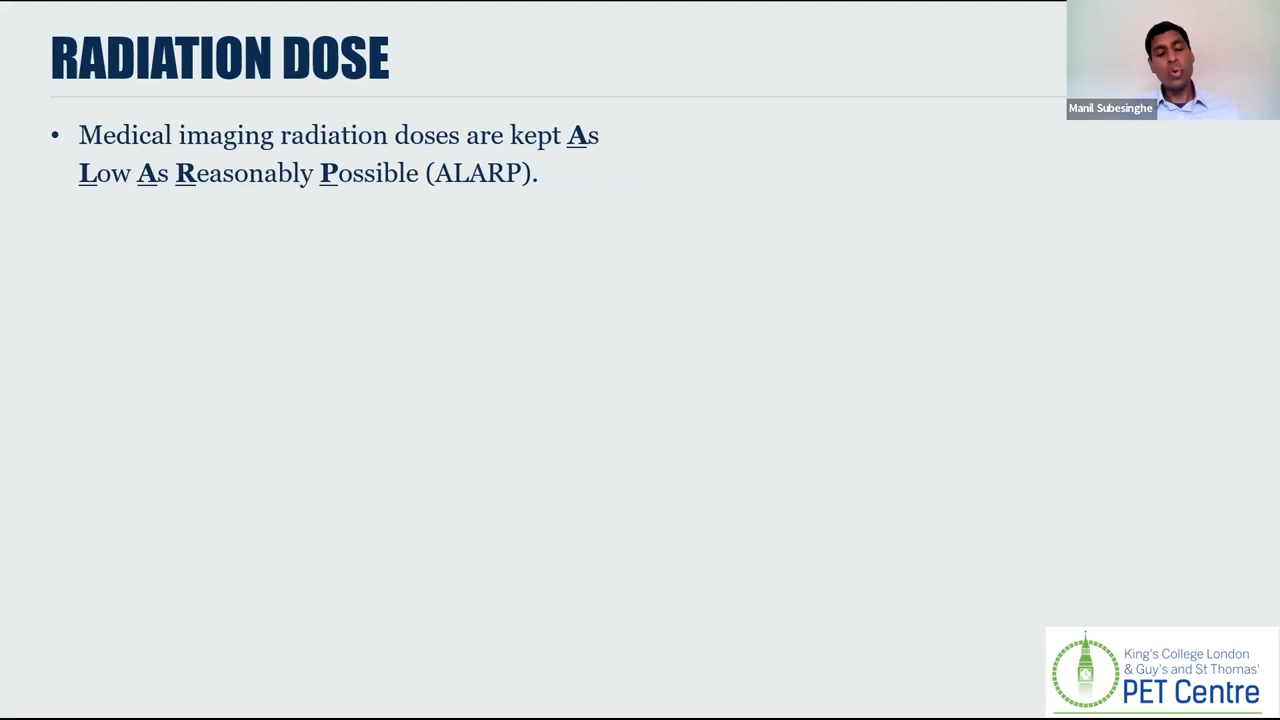 RADIATION DOSE
Manil Subesinghe
• Medical imaging radiation doses are kept As
Low As Reasonably Possible (ALARP).
King's College London
& Guy's and St Thomas'
PET Centre